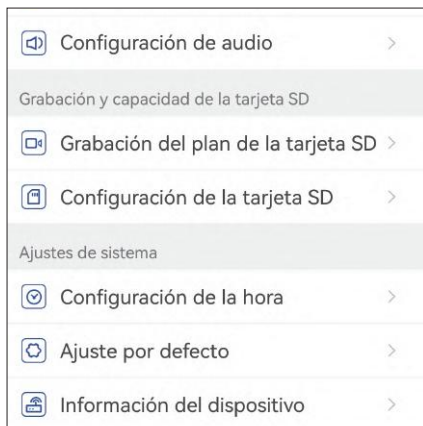 Configuración de audio
Grabación y capacidad de la tarjeta SD
Grabación del plan de la tarjeta SD
Configuración de la tarjeta SD
Ajustes de sistema
Configuración de la hora
Ajuste por defecto
Información del dispositivo